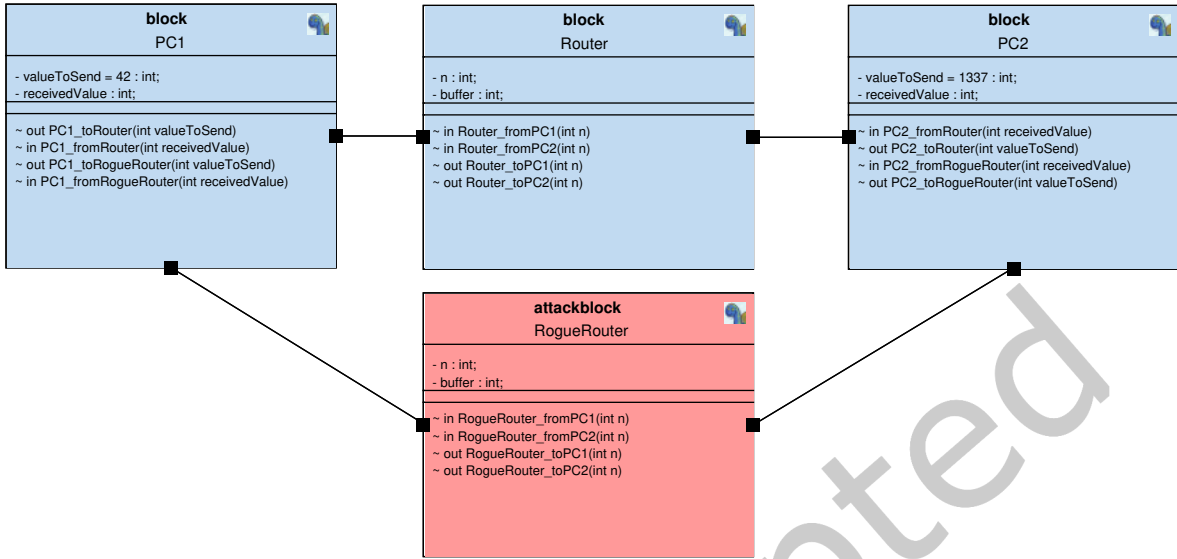 block
PC1
- valueToSend = 42 : int;
- receivedValue : int;
~ out PC1_toRouter(int valueToSend)
~ in PC1_fromRouter(int receivedValue)
~ out PC1_toRogueRouter(int valueToSend)
~ in PC1_fromRogueRouter(int receivedValue)
block
Router
- n : int;
- buffer : int;
~ in Router_fromPC1(int n)
~ in Router_fromPC2(int n)
~ out Router_toPC1(int n)
~ out Router_toPC2(int n)
block
PC2
- valueToSend = 1337 : int;
- receivedValue : int;
~ in PC2_fromRouter(int receivedValue)
~ out PC2_toRouter(int valueToSend)
~ in PC2_fromRogueRouter(int receivedValue)
~ out PC2_toRogueRouter(int valueToSend)
attackblock
RogueRouter
- n : int;
- buffer : int;
~ in RogueRouter_fromPC1(int n)
~ in RogueRouter_fromPC2(int n)
~ out RogueRouter_toPC1(int n)
~ out RogueRouter_toPC2(int n)